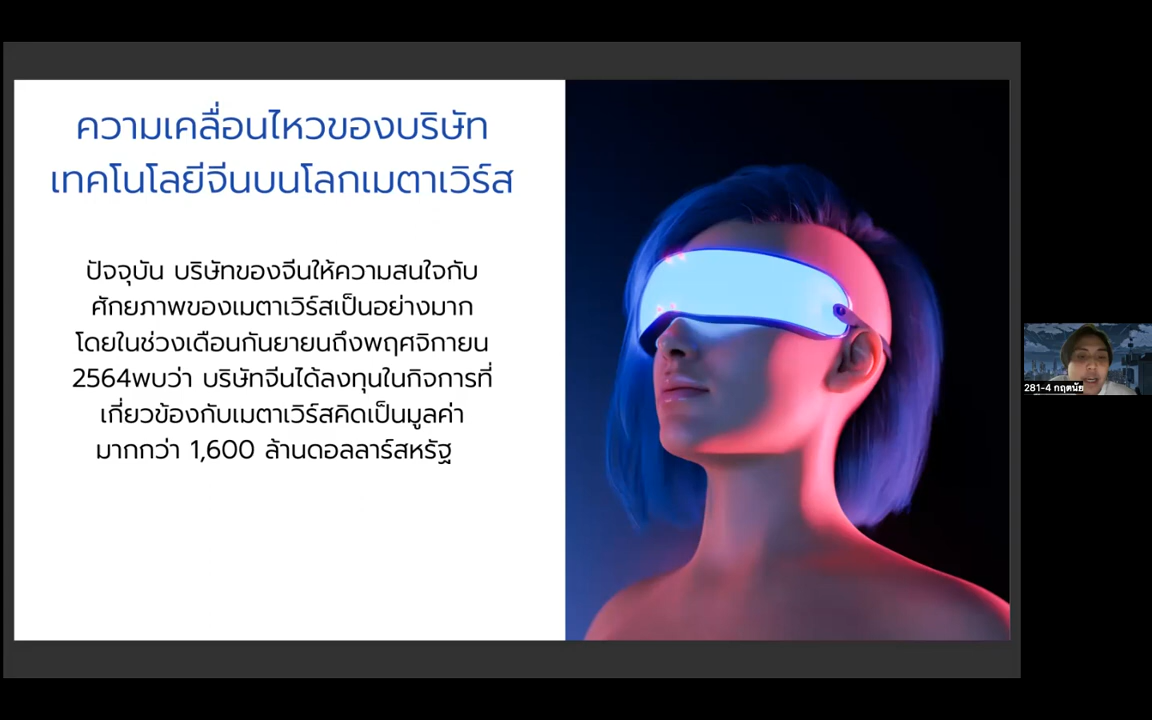 ความเคลื่อนไหวของบริษัท
เทคโนโลยีจีนบนโลกเมตาเวิร์ส
ปัจจุบัน บริษัทของจีนให้ความสนใจกับ
ศักยภาพของเมตาเวิร์สเป็นอย่างมาก
โดยในช่วงเดือนกันยายนถึงพฤศจิกายน
2564พบว่า บริษัทจีนได้ลงทุนในกิจการที่
เกี่ยวข้องกับเมตาเวิร์สคิดเป็นมูลค่า
มากกว่า 1,600 ล้านดอลลาร์สหรัฐ
281-4 กฤตนัย